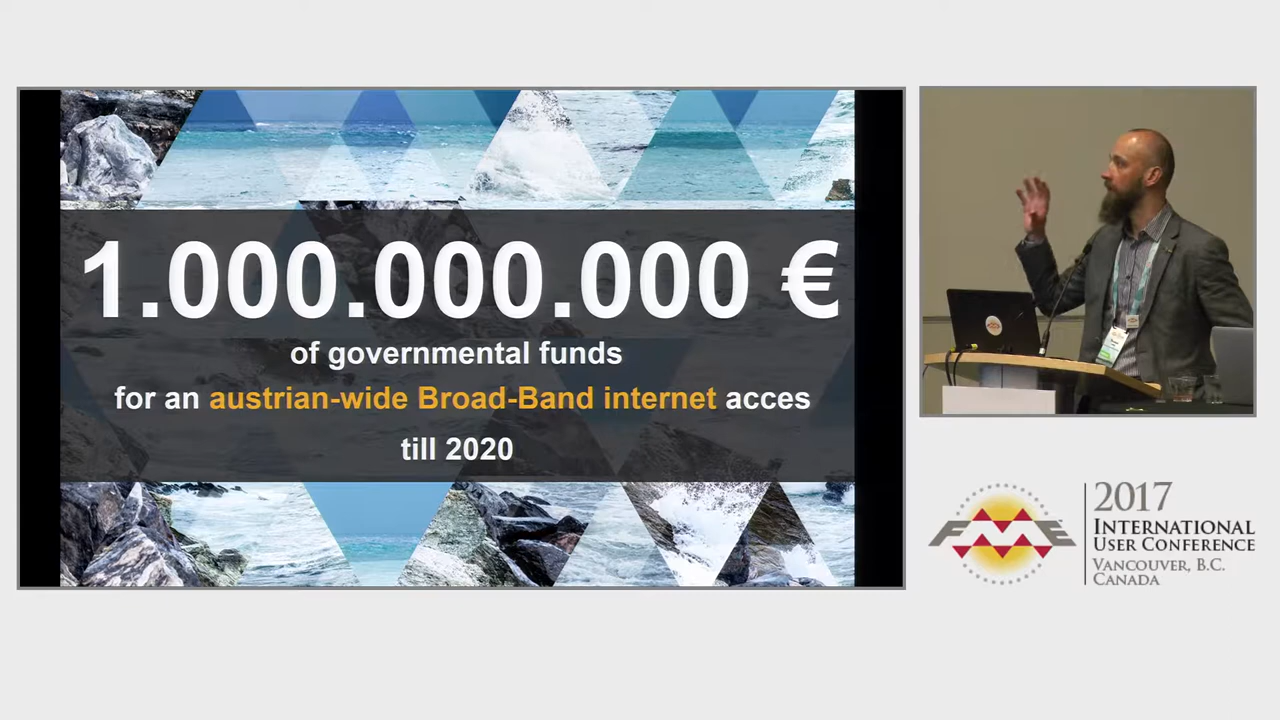 1.000.000.000 €
of governmental funds
for an austrian-wide Broad-Band internet acces
till 2020
FME
2017
INTERNATIONAL
USER CONFERENCE
VANCOUVER, B.C.
CANADA